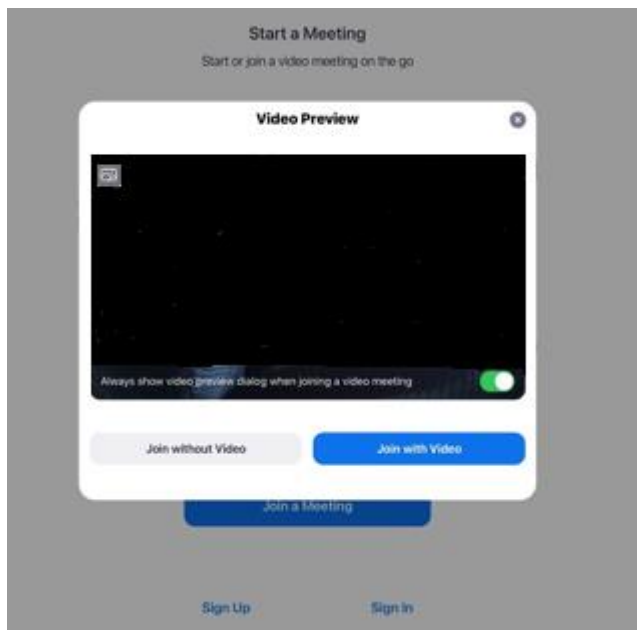 Start a Meeting
Start or join a video meeting on the go
Video Preview
Always show video preview dialog when joining a video meeting
Join without Video
Join with Video
Join a Meeting
Sign Up
Sign In